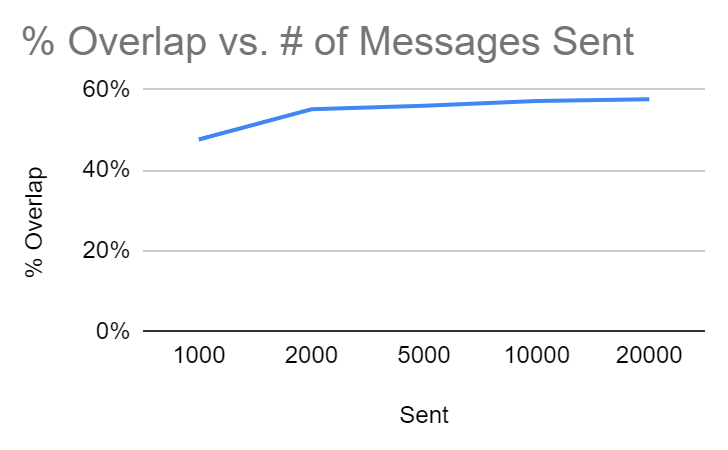 % Overlap vs. # of Messages Sent
60%
40%
20%
0%
% Overlap
1000 2000 5000 10000 20000
Sent